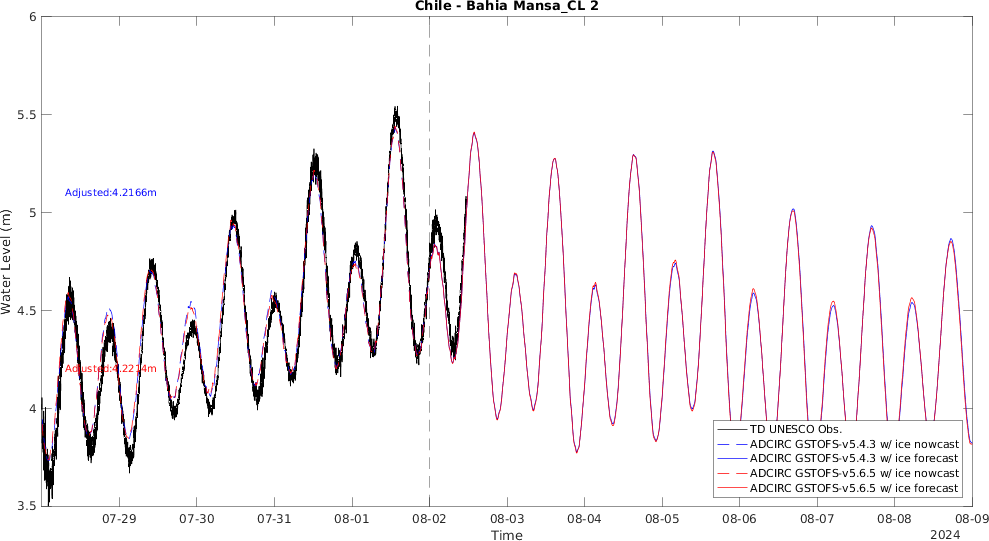 Chile - Bahia Mansa_CL 2
Water Level (m)
6
5.5
5
4.5
4
3.5
Adjusted:4.2166m
Adjusted:4.2214m
TD UNESCO Obs.
ADCIRC GSTOFS-v5.4.3 w/ ice nowcast
ADCIRC GSTOFS-v5.4.3 w/ ice forecast
ADCIRC GSTOFS-v5.6.5 w/ ice nowcast
ADCIRC GSTOFS-v5.6.5 w/ ice forecast
07-29 07-30 07-31 08-01 08-02 08-03 08-04 08-05 08-06 08-07 08-08 08-09
Time
2024